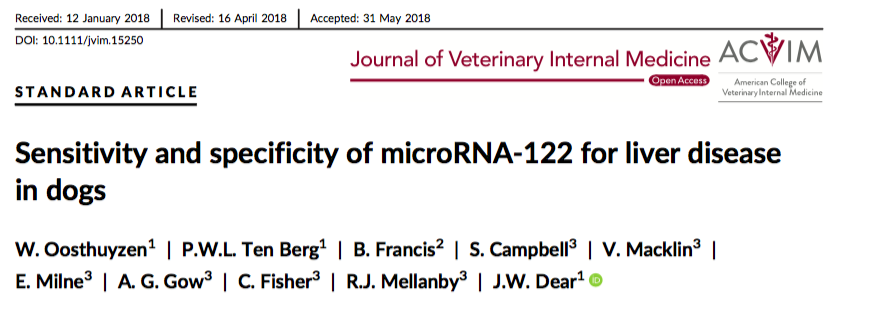 Received: 12 January 2018 | Revised: 16 April 2018 | Accepted: 31 May 2018
DOI: 10.1111/jvim.15250
Journal of Veterinary Internal Medicine ACVIM
Open Access
American College of
Veterinary Internal Medicine
STANDARD ARTICLE
Sensitivity and specificity of microRNA-122 for liver disease
in dogs
W. Oosthuyzen¹ | P.W.L. Ten Berg¹ | B. Francis² | S. Campbell³ | V. Macklin³ |
E. Milne³ | A. G. Gow³ | C. Fisher³ | R.J. Mellanby³ | J.W. Dear¹ iD